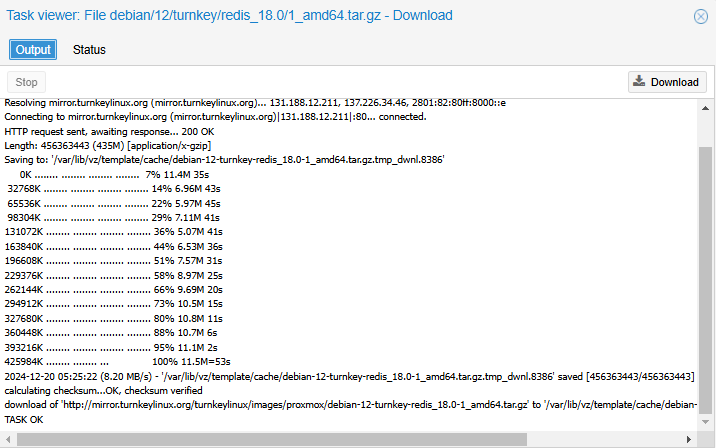 Task viewer: File debian/12/turnkey/redis_18.0/1_amd64.tar.gz - Download
Output Status
Stop Download
Resolving mirror.turnkeylinux.org (mirror.turnkeylinux.org)... 131.188.12.211, 137.226.34.46, 2801:82:80ff:8000::e
Connecting to mirror.turnkeylinux.org (mirror.turnkeylinux.org)|131.188.12.211|:80... connected.
HTTP request sent, awaiting response... 200 OK
Length: 456363443 (435M) [application/x-gzip]
Saving to: '/var/lib/vz/template/cache/debian-12-turnkey-redis_18.0-1_amd64.tar.gz.tmp_dwnl.8386'
0K ........ ........ ........ ........ 7% 11.4M 35s
32768K ........ ........ ........ ........ 14% 6.96M 43s
65536K ........ ........ ........ ........ 22% 5.97M 45s
98304K ........ ........ ........ ........ 29% 7.11M 41s
131072K ........ ........ ........ ........ 36% 5.07M 41s
163840K ........ ........ ........ ........ 44% 6.53M 36s
196608K ........ ........ ........ ........ 51% 7.57M 31s
229376K ........ ........ ........ ........ 58% 8.97M 25s
262144K ........ ........ ........ ........ 66% 9.69M 20s
294912K ........ ........ ........ ........ 73% 10.5M 15s
327680K ........ ........ ........ ........ 80% 10.8M 11s
360448K ........ ........ ........ ........ 88% 10.7M 6s
393216K ........ ........ ........ ........ 95% 11.1M 2s
425984K ........ ........ ... 100% 11.5M=53s
2024-12-20 05:25:22 (8.20 MB/s) - '/var/lib/vz/template/cache/debian-12-turnkey-redis_18.0-1_amd64.tar.gz.tmp_dwnl.8386' saved [456363443/456363443]
calculating checksum...OK, checksum verified
download of 'http://mirror.turnkeylinux.org/turnkeylinux/images/proxmox/debian-12-turnkey-redis_18.0-1_amd64.tar.gz' to '/var/lib/vz/template/cache/debian-
TASK OK